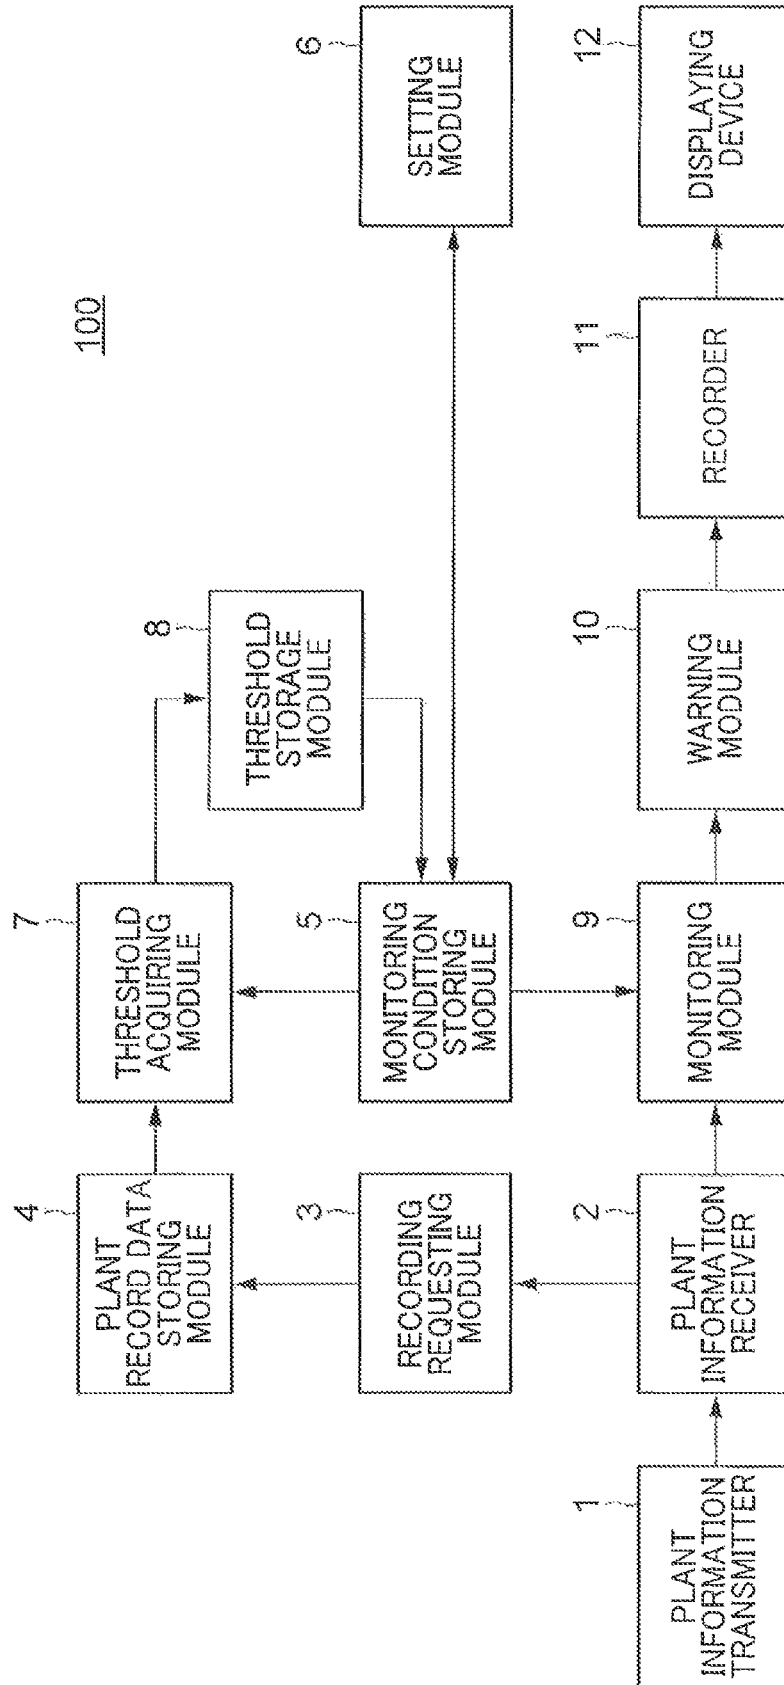 100
4
PLANT
RECORD DATA
STORING
MODULE
7
THRESHOLD
ACQUIRING
MODULE
8
THRESHOLD
STORAGE
MODULE
3
RECORDING
REQUESTING
MODULE
5
MONITORING
CONDITION
STORING
MODULE
6
SETTING
MODULE
1
PLANT
INFORMATION
TRANSMITTER
2
PLANT
INFORMATION
RECEIVER
9
MONITORING
MODULE
10
WARNING
MODULE
11
RECORDER
12
DISPLAYING
DEVICE